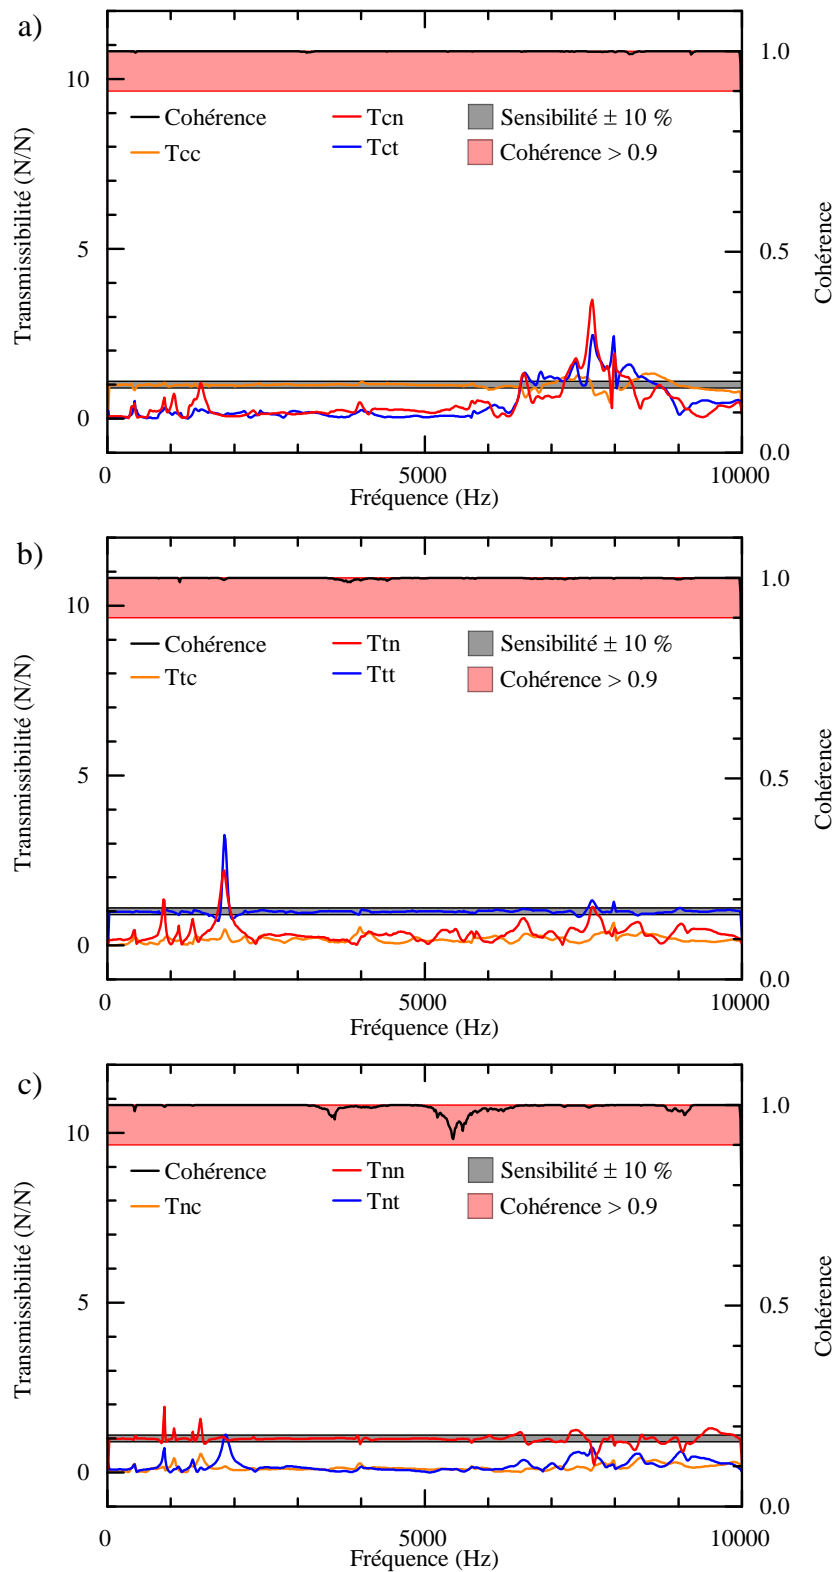 a)
Transmissibilité (N/N)
10
5
0
Cohérence
Tcc
Tcn
Tct
Sensibilité ± 10 %
Cohérence > 0.9
1.0
0.5
0.0
Cohérence
0 5000 10000
Fréquence (Hz)
b)
Transmissibilité (N/N)
10
5
0
Cohérence
Ttc
Ttn
Ttt
Sensibilité ± 10 %
Cohérence > 0.9
1.0
0.5
0.0
Cohérence
0 5000 10000
Fréquence (Hz)
c)
Transmissibilité (N/N)
10
5
0
Cohérence
Tnc
Tnn
Tnt
Sensibilité ± 10 %
Cohérence > 0.9
1.0
0.5
0.0
Cohérence
0 5000 10000
Fréquence (Hz)